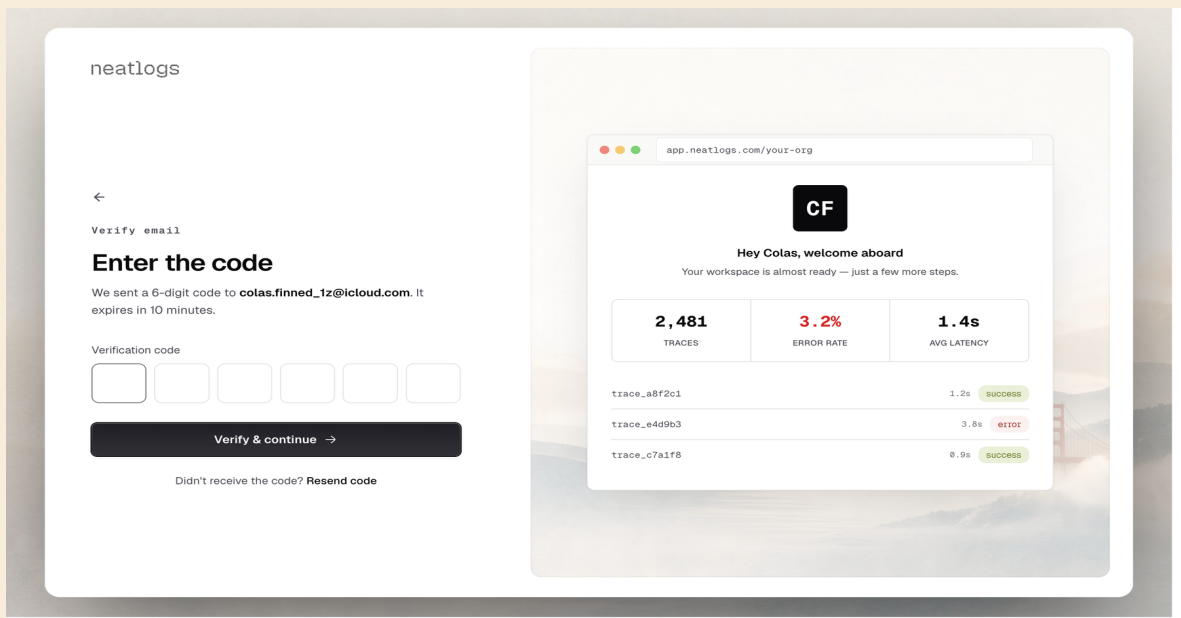 neatlogs
←
Verify email
Enter the code
We sent a 6-digit code to colas.finned_1z@icloud.com. It
expires in 10 minutes.
Verification code
Verify & continue →
Didn't receive the code? Resend code
app.neatlogs.com/your-org
CF
Hey Colas, welcome aboard
Your workspace is almost ready — just a few more steps.
2,481 3.2% 1.4s
TRACES ERROR RATE AVG LATENCY
trace_a8f2c1 1.2s success
trace_e4d9b3 3.8s error
trace_c7a1f8 0.9s success